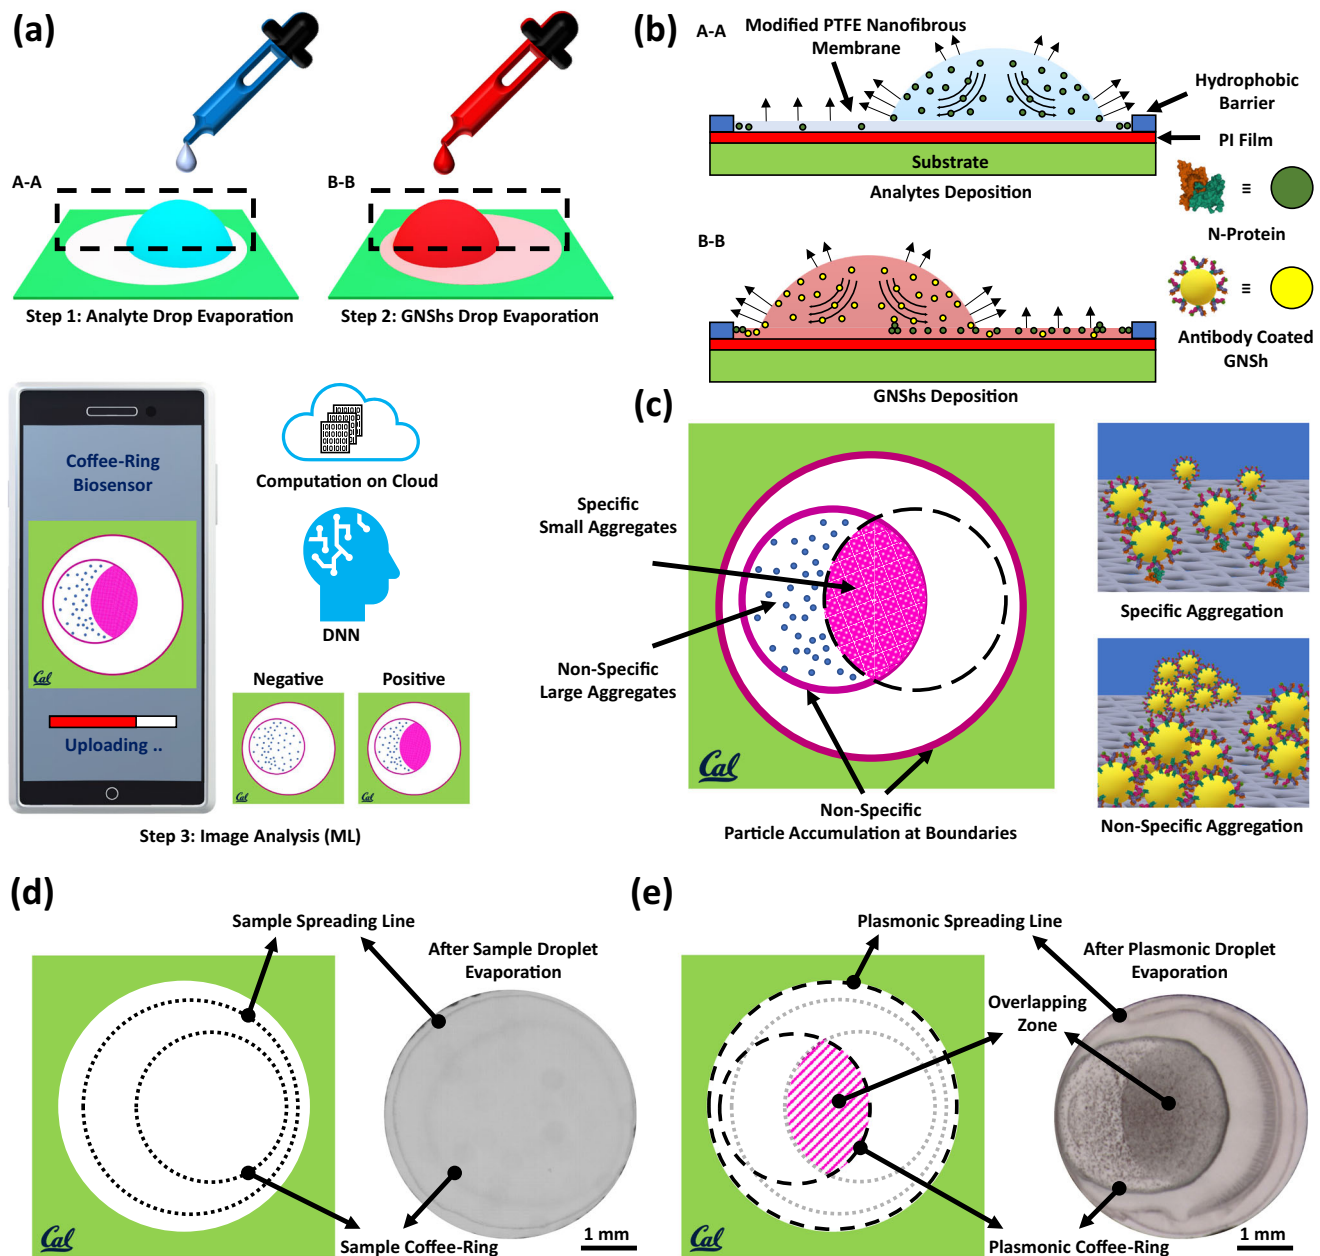 (a)
A-A
B-B
Step 1: Analyte Drop Evaporation
Step 2: GNShs Drop Evaporation
Coffee-Ring
Biosensor
Cal
Uploading ..
Computation on Cloud
DNN
Negative
Positive
Cal
Cal
Step 3: Image Analysis (ML)
(b)
A-A
Modified PTFE Nanofibrous
Membrane
Hydrophobic
Barrier
PI Film
Substrate
Analytes Deposition
≡
N-Protein
B-B
≡
Antibody Coated
GNSh
GNShs Deposition
(c)
Specific
Small Aggregates
Non-Specific
Large Aggregates
Cal
Non-Specific
Particle Accumulation at Boundaries
Specific Aggregation
Non-Specific Aggregation
(d)
Sample Spreading Line
After Sample Droplet
Evaporation
Cal
Sample Coffee-Ring
1 mm
(e)
Plasmonic Spreading Line
After Plasmonic Droplet
Evaporation
Overlapping
Zone
Cal
Plasmonic Coffee-Ring
1 mm